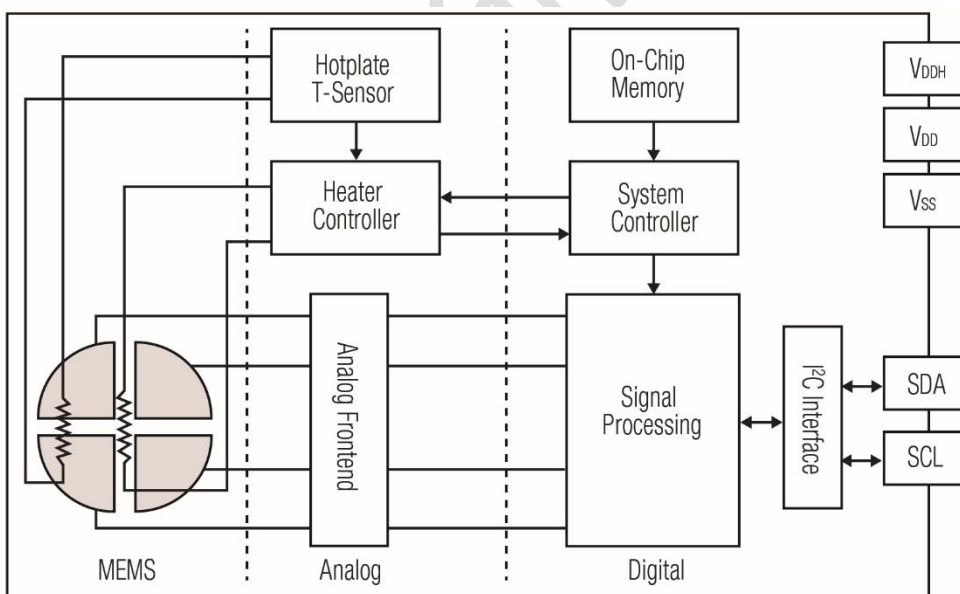 Hotplate
T-Sensor
On-Chip
Memory
VDDH
VDD
VSS
Heater
Controller
System
Controller
Analog Frontend
Signal
Processing
I²C Interface
SDA
SCL
MEMS
Analog
Digital